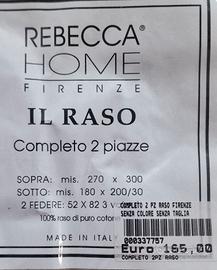 REBECCA
HOME
FIRENZE
IL RASO
Completo 2 piazze
SOPRA: mis. 270 x 300
SOTTO: mis. 180 x 200/30
2 FEDERE: 52 X 82 3 vo
100% raso di puro coton
MADE IN ITALY
COMPLETO 2 PZ RASO FIRENZE
SENZA COLORE SENZA TAGLIA
000337757
Euro 165,00
COMPLETO 2PZ RASO